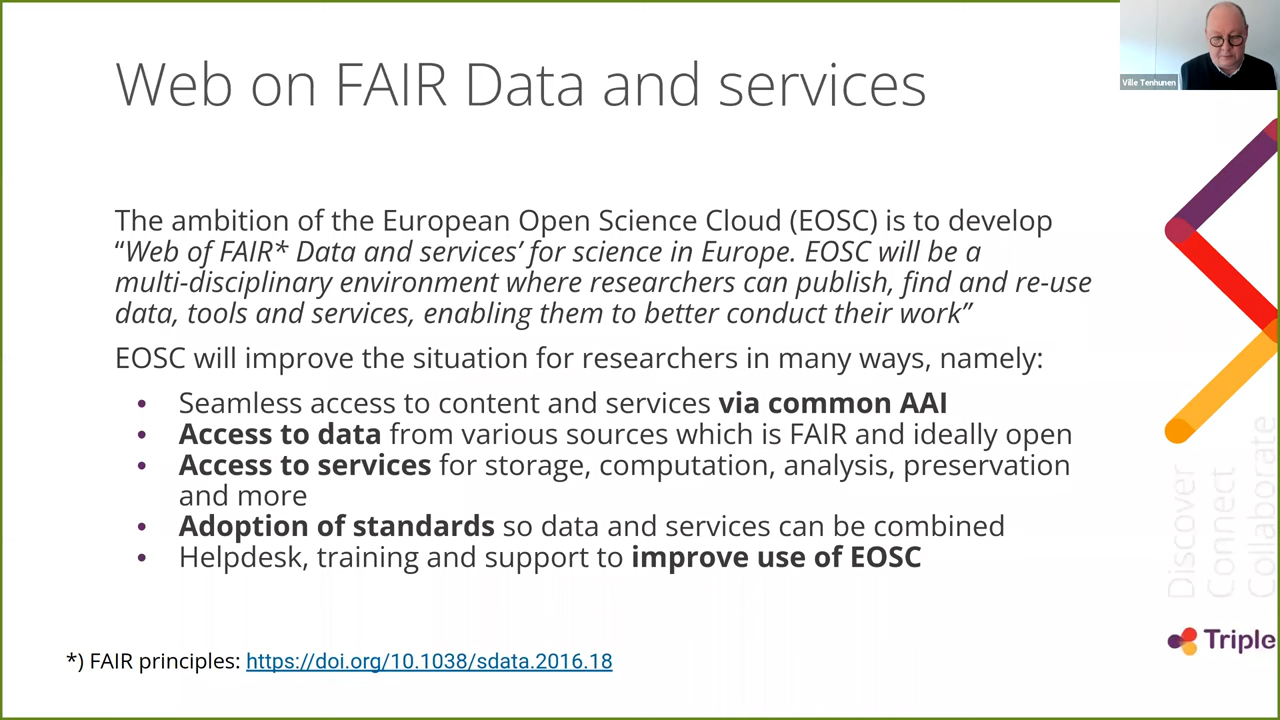 Web on FAIR Data and services
Ville Tenhunen
The ambition of the European Open Science Cloud (EOSC) is to develop
“Web of FAIR* Data and services’ for science in Europe. EOSC will be a
multi-disciplinary environment where researchers can publish, find and re-use
data, tools and services, enabling them to better conduct their work”
EOSC will improve the situation for researchers in many ways, namely:
• Seamless access to content and services via common AAI
• Access to data from various sources which is FAIR and ideally open
• Access to services for storage, computation, analysis, preservation
and more
• Adoption of standards so data and services can be combined
• Helpdesk, training and support to improve use of EOSC
Discover
Connect
Collaborate
Triple
*) FAIR principles: https://doi.org/10.1038/sdata.2016.18